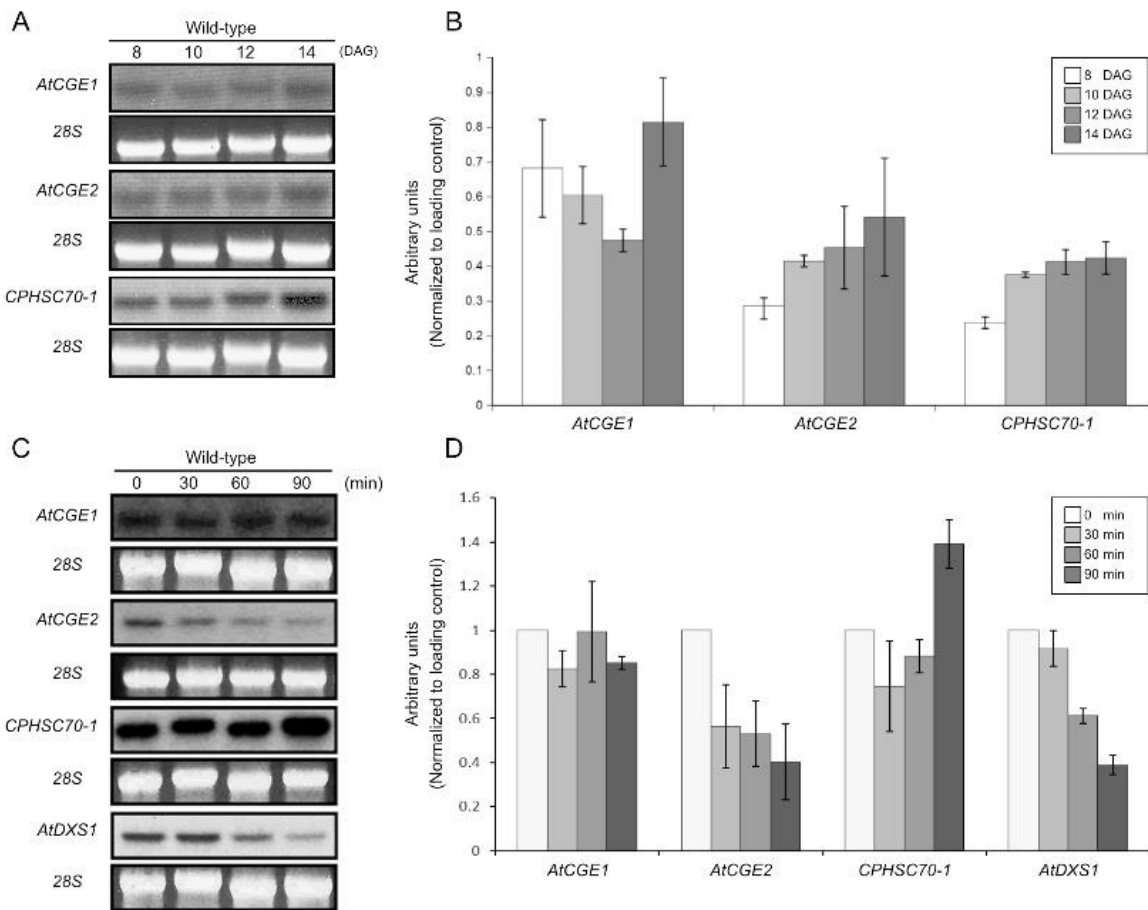 A
Wild-type
8 10 12 14 (DAG)
AtCGE1
28S
AtCGE2
28S
CPHSC70-1
28S
B
Arbitrary units
(Normalized to loading control)
1
0.9
0.8
0.7
0.6
0.5
0.4
0.3
0.2
0.1
0
8 DAG
10 DAG
12 DAG
14 DAG
AtCGE1 AtCGE2 CPHSC70-1
C
Wild-type
0 30 60 90 (min)
AtCGE1
28S
AtCGE2
28S
CPHSC70-1
28S
AtDXS1
28S
D
Arbitrary units
(Normalized to loading control)
1.6
1.4
1.2
1
0.8
0.6
0.4
0.2
0
0 min
30 min
60 min
90 min
AtCGE1 AtCGE2 CPHSC70-1 AtDXS1